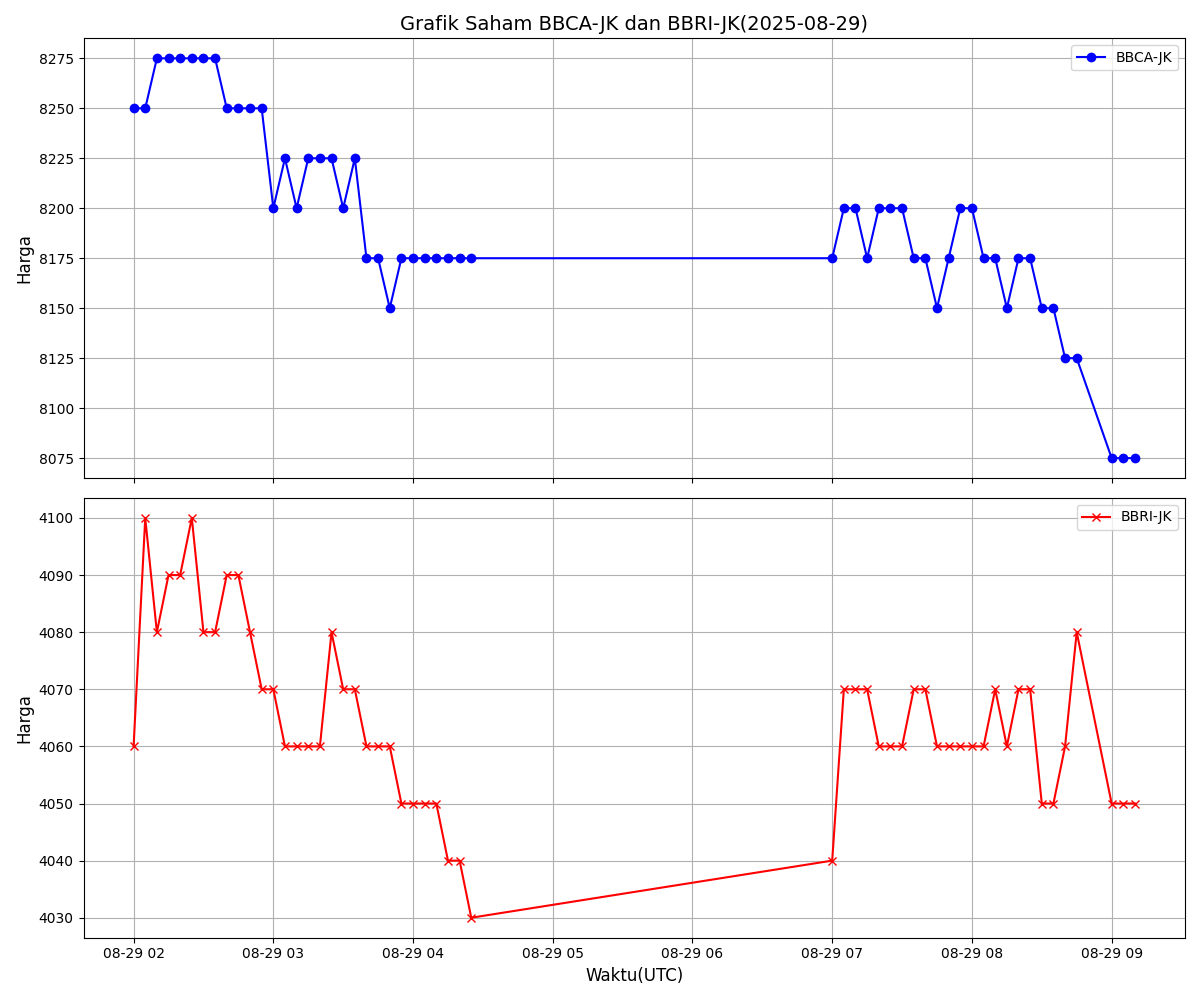 Grafik Saham BBCA-JK dan BBRI-JK(2025-08-29)
BBCA-JK
8275
8250
8225
8200
8175
8150
8125
8100
8075
Harga
BBRI-JK
4100
4090
4080
4070
4060
4050
4040
4030
Harga
08-29 02 08-29 03 08-29 04 08-29 05 08-29 06 08-29 07 08-29 08 08-29 09
Waktu(UTC)